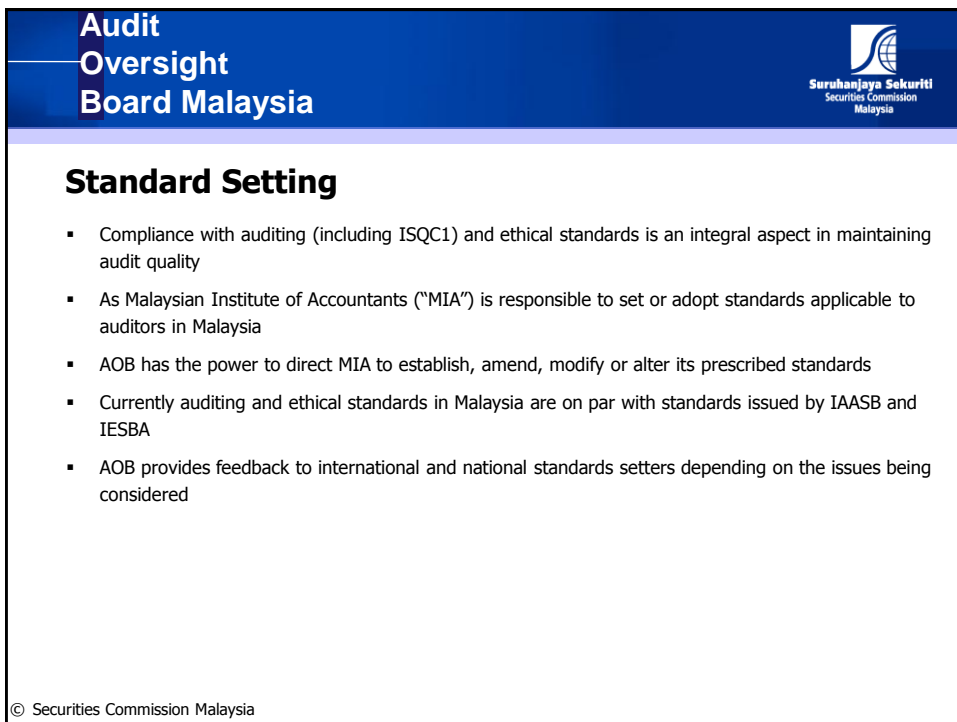 Audit
Oversight
Board Malaysia
Suruhanjaya Sekuriti
Securities Commission
Malaysia
Standard Setting
▪ Compliance with auditing (including ISQC1) and ethical standards is an integral aspect in maintaining
audit quality
▪ As Malaysian Institute of Accountants (“MIA”) is responsible to set or adopt standards applicable to
auditors in Malaysia
▪ AOB has the power to direct MIA to establish, amend, modify or alter its prescribed standards
▪ Currently auditing and ethical standards in Malaysia are on par with standards issued by IAASB and
IESBA
▪ AOB provides feedback to international and national standards setters depending on the issues being
considered
© Securities Commission Malaysia